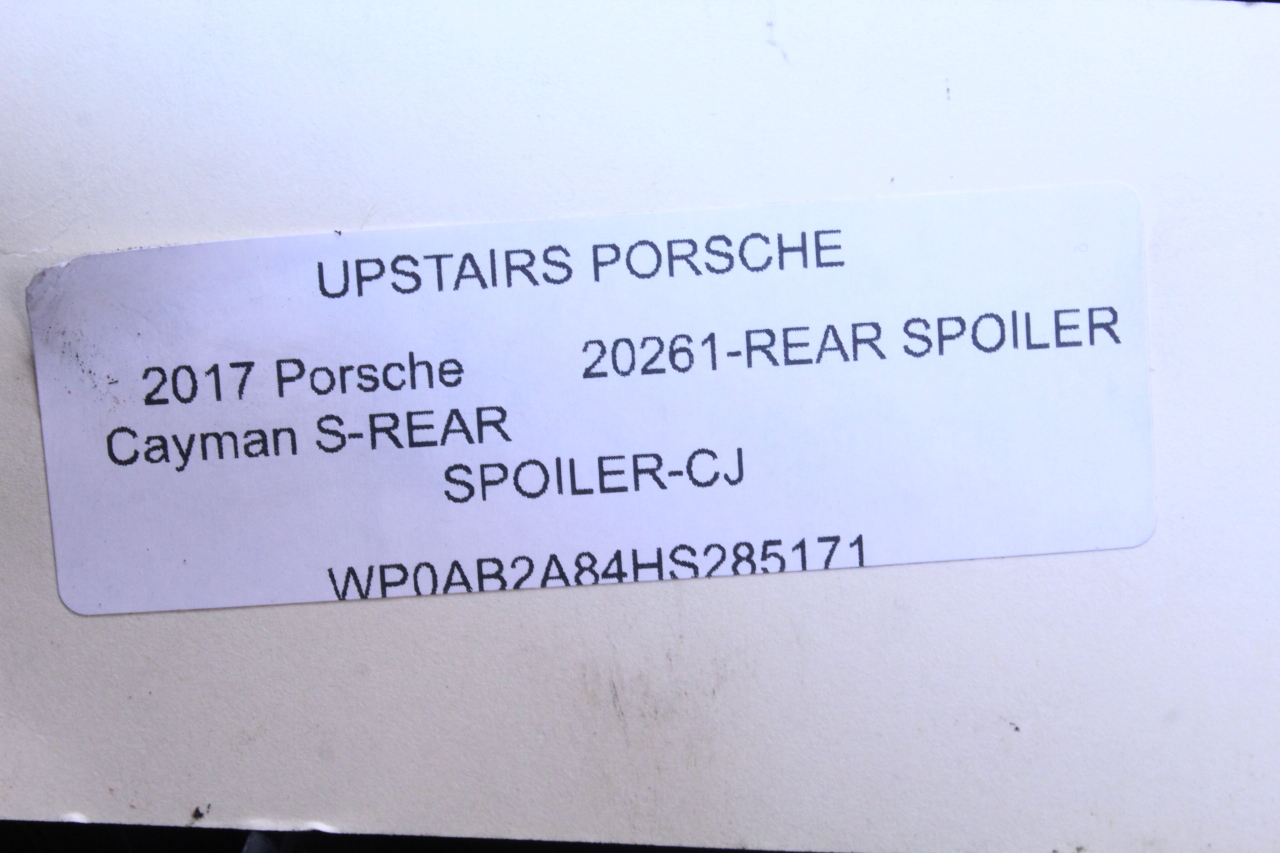 UPSTAIRS PORSCHE
2017 Porsche 20261-REAR SPOILER
Cayman S-REAR
SPOILER-CJ
WP0AB2A84HS285171